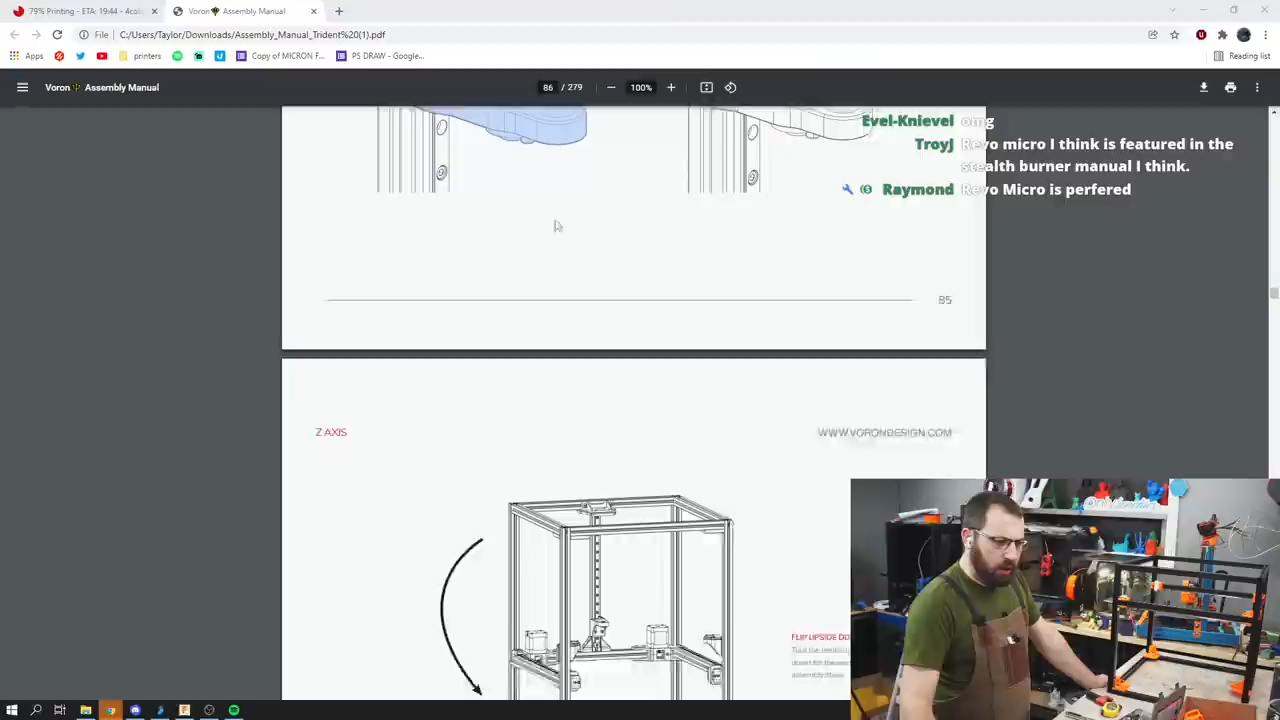 79% Printing - ETA: 19:44 - 4colo
Voron Assembly Manual
File
C:/Users/Taylor/Downloads/Assembly_Manual_Trident%20(1).pdf
Apps
printers
Copy of MICRON F...
PS DRAW - Google...
Reading list
Voron Assembly Manual
86 / 279
100%
Evel-Knievel omg
TroyJ Revo micro I think is featured in the
stealth burner manual I think.
Raymond Revo Micro is perfered
85
Z AXIS
WWW.VORONDESIGN.COM
FLIP UPSIDE DO